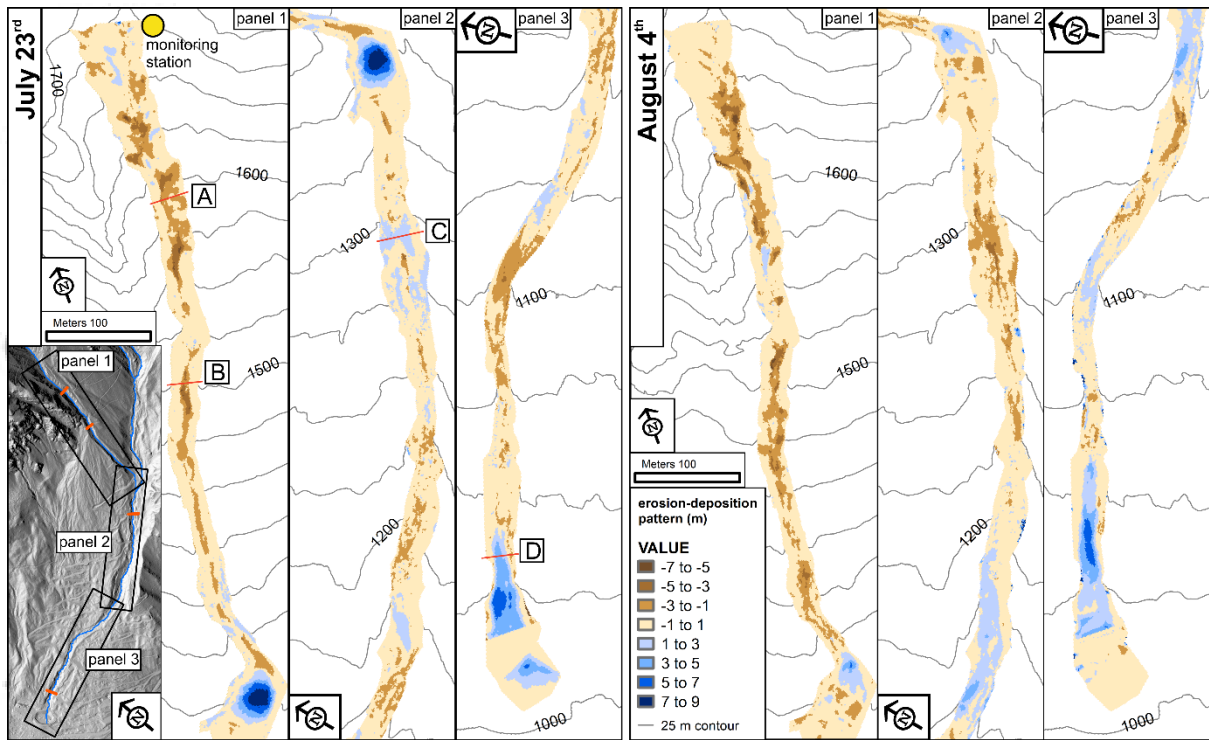 July 23rd
panel 1
monitoring
station
1700
1600
A
B
1500
N
Meters 100
panel 1
panel 2
panel 3
N
panel 2
1300
C
1200
N
panel 3
N
1100
D
1000
August 4th
panel 1
1700
1600
1500
N
Meters 100
erosion-deposition
pattern (m)
VALUE
-7 to -5
-5 to -3
-3 to -1
-1 to 1
1 to 3
3 to 5
5 to 7
7 to 9
25 m contour
panel 2
1300
1200
N
panel 3
N
1100
1000